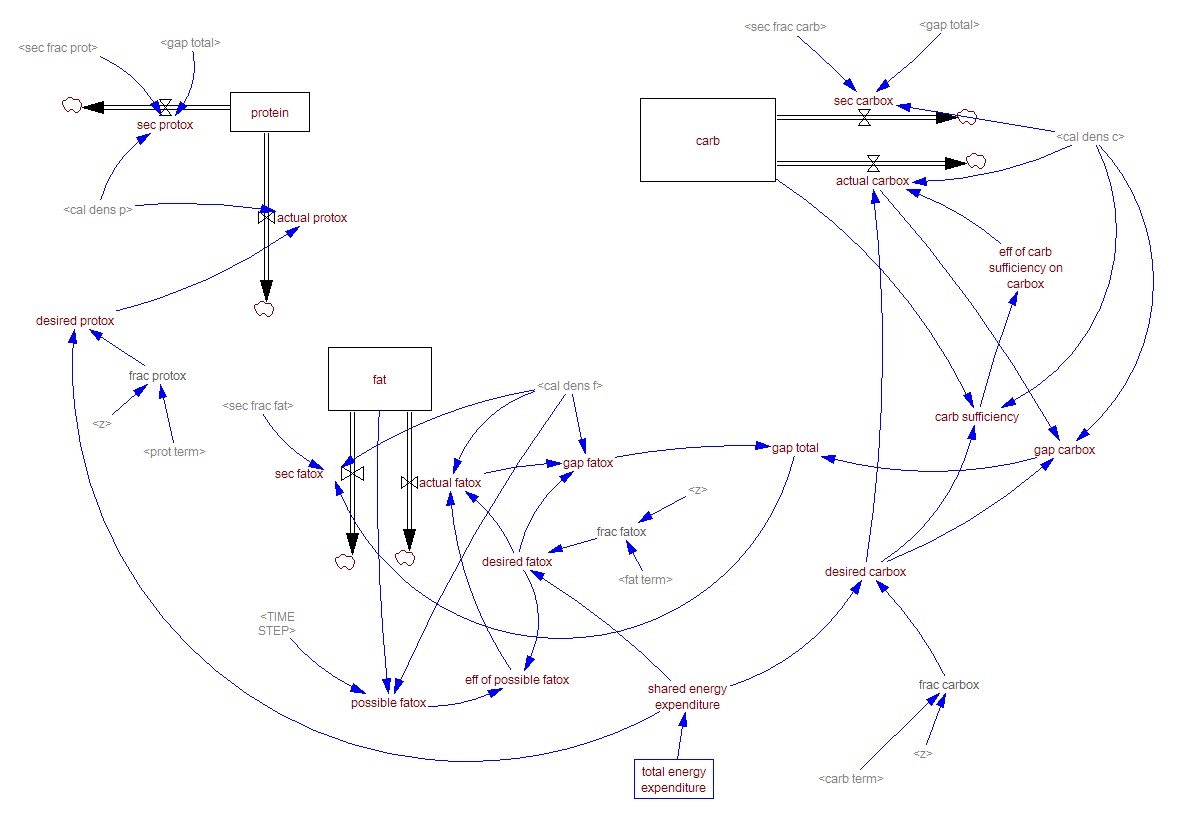 <sec frac prot>
<gap total>
sec protox
protein
<cal dens p>
actual protox
desired protox
frac protox
<z>
<prot term>
<sec frac carb>
<gap total>
sec carbox
carb
<cal dens c>
actual carbox
eff of carb
sufficiency on
carbox
carb sufficiency
gap carbox
fat
<cal dens f>
<sec frac fat>
sec fatox
actual fatox
gap fatox
gap total
<z>
frac fatox
desired fatox
<fat term>
desired carbox
<TIME
STEP>
possible fatox
eff of possible fatox
shared energy
expenditure
frac carbox
<z>
<carb term>
total energy
expenditure